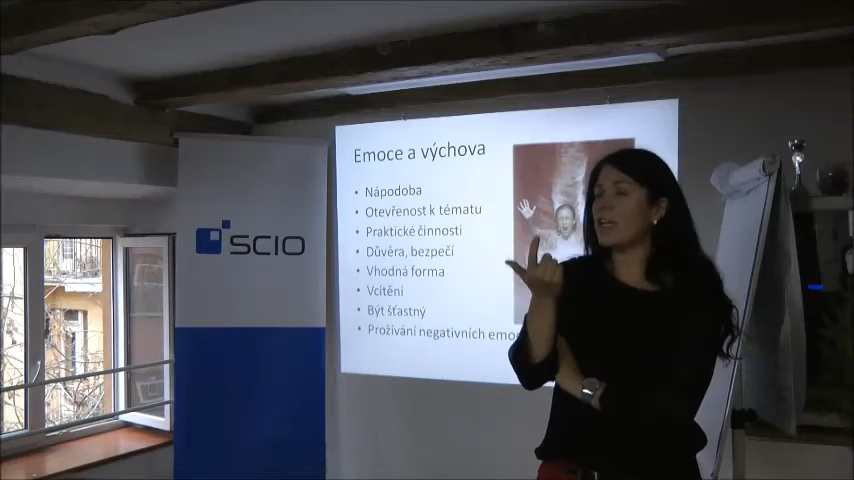 Emoce a výchova
• Nápodoba
• Otevřenost k tématu
• Praktické činnosti
• Důvěra, bezpečí
• Vhodná forma
• Vcítění
• Být šťastný
• Prožívání negativních emo
SCIO